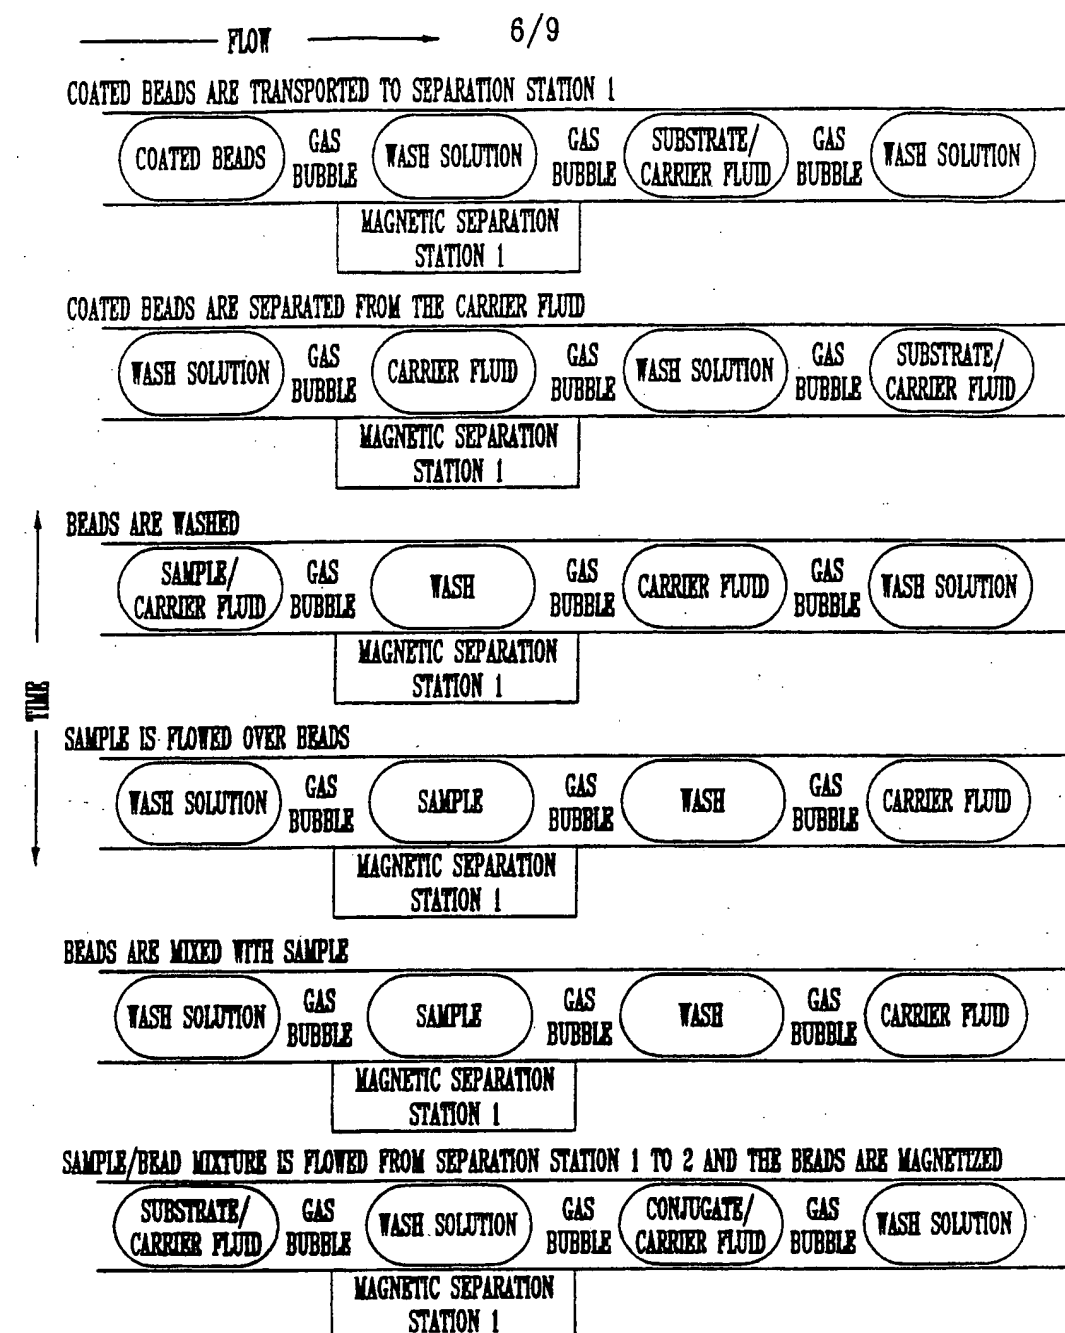 FLOW 6/9
COATED BEADS ARE TRANSPORTED TO SEPARATION STATION 1
COATED BEADS GAS BUBBLE WASH SOLUTION GAS BUBBLE SUBSTRATE/ CARRIER FLUID GAS BUBBLE WASH SOLUTION
MAGNETIC SEPARATION
STATION 1
COATED BEADS ARE SEPARATED FROM THE CARRIER FLUID
WASH SOLUTION GAS BUBBLE CARRIER FLUID GAS BUBBLE WASH SOLUTION GAS BUBBLE SUBSTRATE/ CARRIER FLUID
MAGNETIC SEPARATION
STATION 1
BEADS ARE WASHED
SAMPLE/ CARRIER FLUID GAS BUBBLE WASH GAS BUBBLE CARRIER FLUID GAS BUBBLE WASH SOLUTION
MAGNETIC SEPARATION
STATION 1
TIME
SAMPLE IS FLOWED OVER BEADS
WASH SOLUTION GAS BUBBLE SAMPLE GAS BUBBLE WASH GAS BUBBLE CARRIER FLUID
MAGNETIC SEPARATION
STATION 1
BEADS ARE MIXED WITH SAMPLE
WASH SOLUTION GAS BUBBLE SAMPLE GAS BUBBLE WASH GAS BUBBLE CARRIER FLUID
MAGNETIC SEPARATION
STATION 1
SAMPLE/BEAD MIXTURE IS FLOWED FROM SEPARATION STATION 1 TO 2 AND THE BEADS ARE MAGNETIZED
SUBSTRATE/ CARRIER FLUID GAS BUBBLE WASH SOLUTION GAS BUBBLE CONJUGATE/ CARRIER FLUID GAS BUBBLE WASH SOLUTION
MAGNETIC SEPARATION
STATION 1